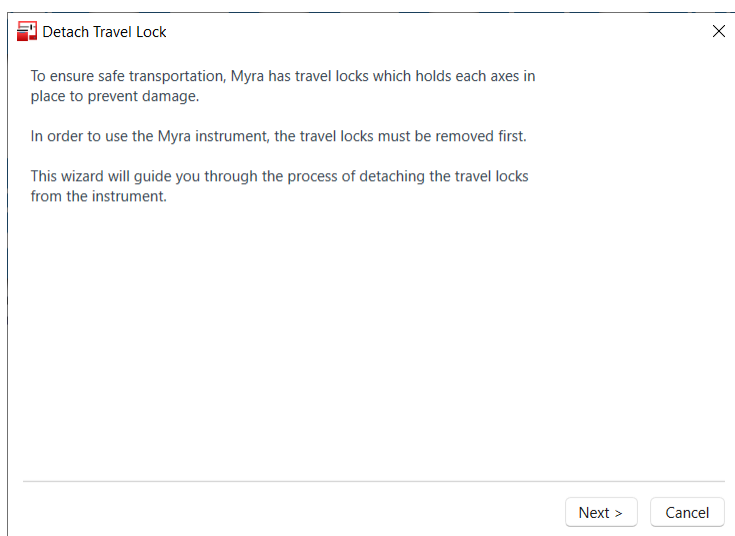 Detach Travel Lock
To ensure safe transportation, Myra has travel locks which holds each axes in
place to prevent damage.
In order to use the Myra instrument, the travel locks must be removed first.
This wizard will guide you through the process of detaching the travel locks
from the instrument.
Next >
Cancel